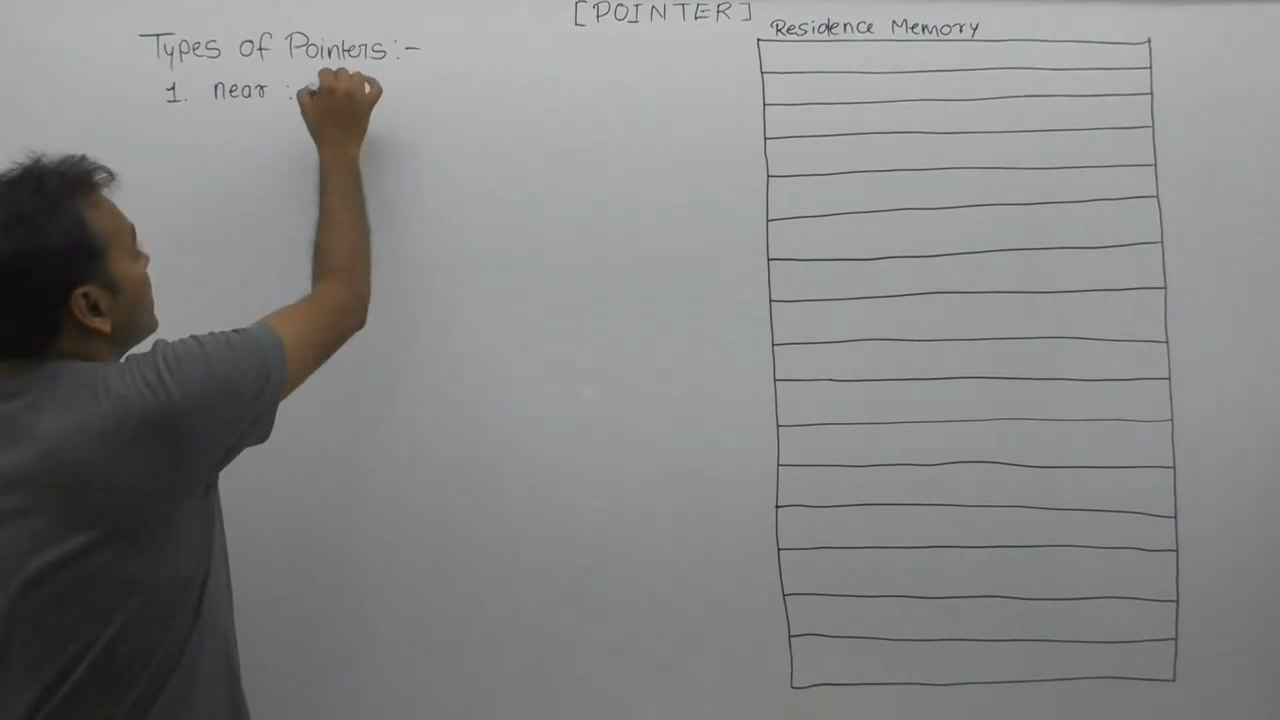 [POINTER]
Residence Memory
Types of Pointers:-
1. near :